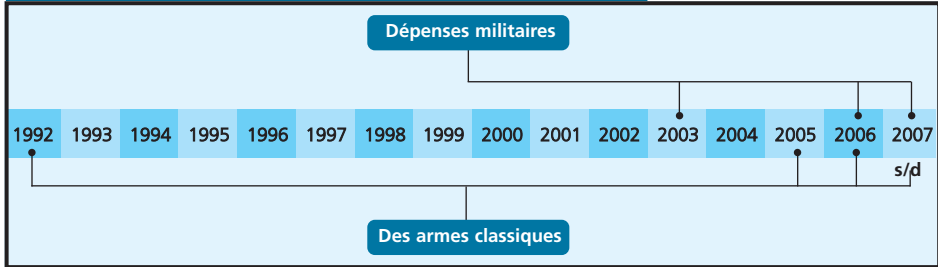 Dépenses militaires
1992 1993 1994 1995 1996 1997 1998 1999 2000 2001 2002 2003 2004 2005 2006 2007
s/d
Des armes classiques